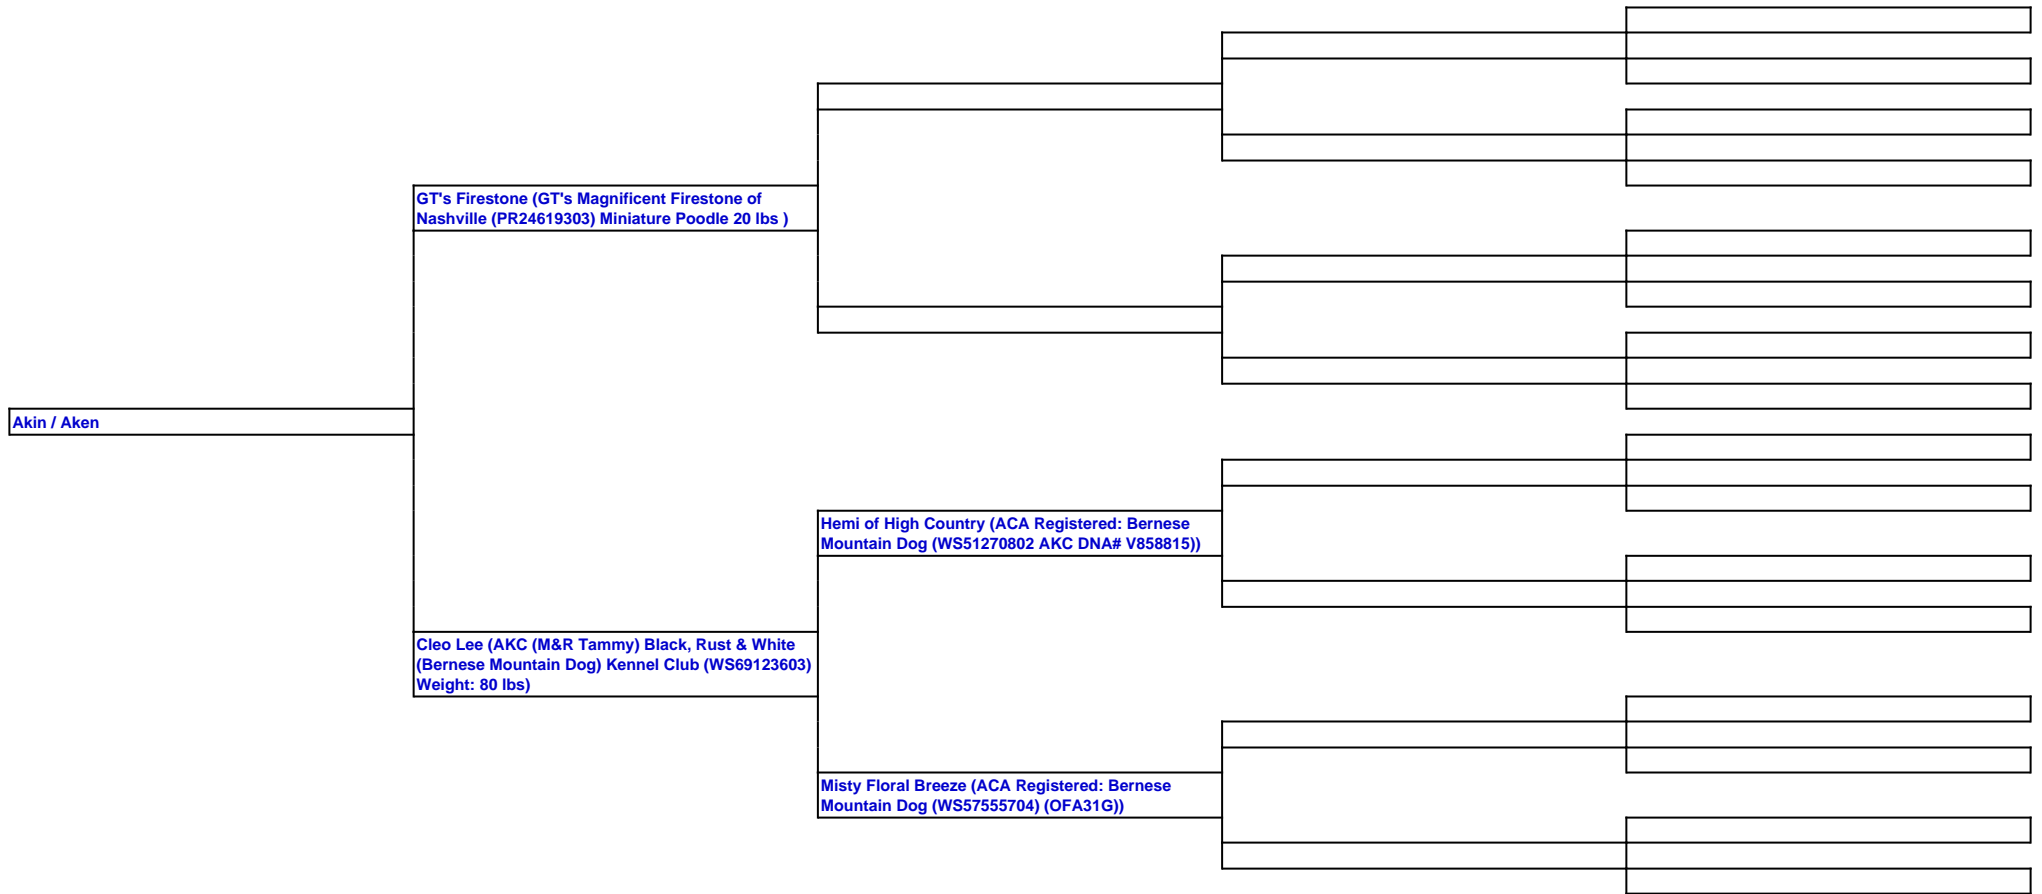 GT's Firestone (GT's Magnificent Firestone of
Nashville (PR24619303) Miniature Poodle 20 lbs )
Akin / Aken
Hemi of High Country (ACA Registered: Bernese
Mountain Dog (WS51270802 AKC DNA# V858815))
Cleo Lee (AKC (M&R Tammy) Black, Rust & White
(Bernese Mountain Dog) Kennel Club (WS69123603)
Weight: 80 lbs)
Misty Floral Breeze (ACA Registered: Bernese
Mountain Dog (WS57555704) (OFA31G))